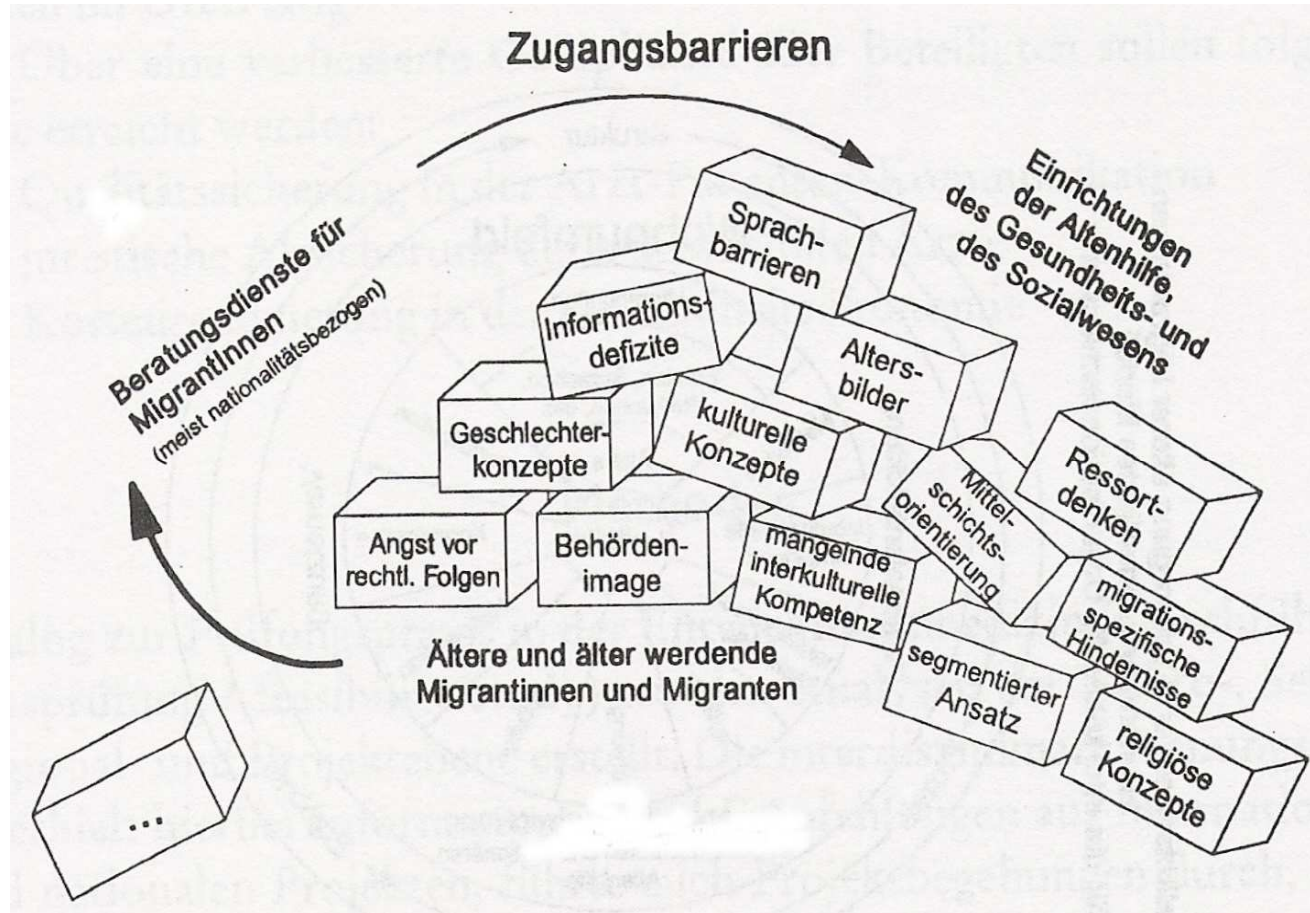 Zugangsbarrieren
Einrichtungen
der Altenhilfe,
des Gesundheits- und
des Sozialwesens
Beratungsdienste für
MigrantInnen
(meist nationalitätsbezogen)
Sprach-
barrieren
Informations-
defizite
Alters-
bilder
Geschlechter-
konzepte
kulturelle
Konzepte
Mittel-
schichts-
orientierung
Ressort-
denken
Angst vor
rechtl. Folgen
Behörden-
image
mangelnde
interkulturelle
Kompetenz
migrations-
spezifische
Hindernisse
segmentierter
Ansatz
religiöse
Konzepte
Ältere und älter werdende
Migrantinnen und Migranten
...